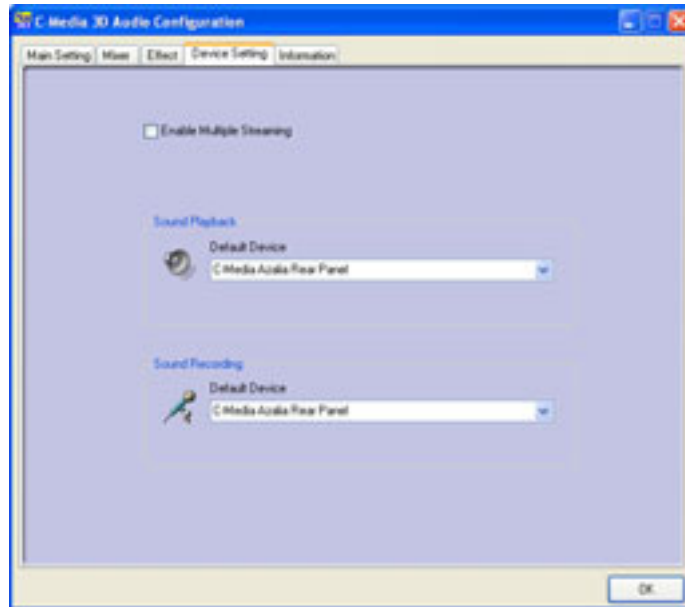 C-Media 3D Audio Configuration
Main Setting Mixer Effect Device Setting Information
Enable Multiple Streaming
Sound Playback
Default Device
C-Media Azalia Rear Panel
Sound Recording
Default Device
C-Media Azalia Rear Panel
OK